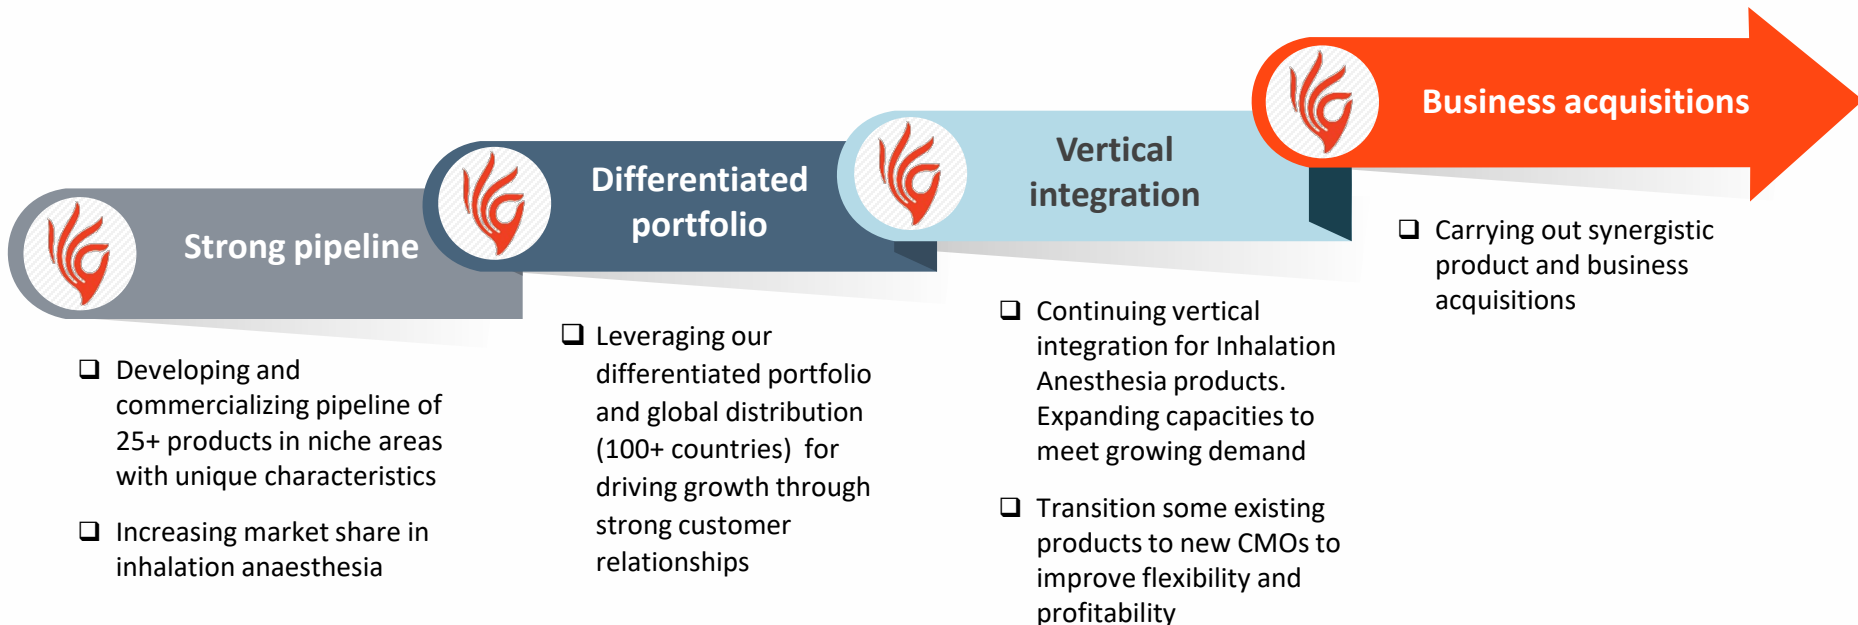 Strong pipeline
❑ Developing and
commercializing pipeline of
25+ products in niche areas
with unique characteristics
❑ Increasing market share in
inhalation anaesthesia
Differentiated
portfolio
❑ Leveraging our
differentiated portfolio
and global distribution
(100+ countries) for
driving growth through
strong customer
relationships
Vertical
integration
❑ Continuing vertical
integration for Inhalation
Anesthesia products.
Expanding capacities to
meet growing demand
❑ Transition some existing
products to new CMOs to
improve flexibility and
profitability
Business acquisitions
❑ Carrying out synergistic
product and business
acquisitions